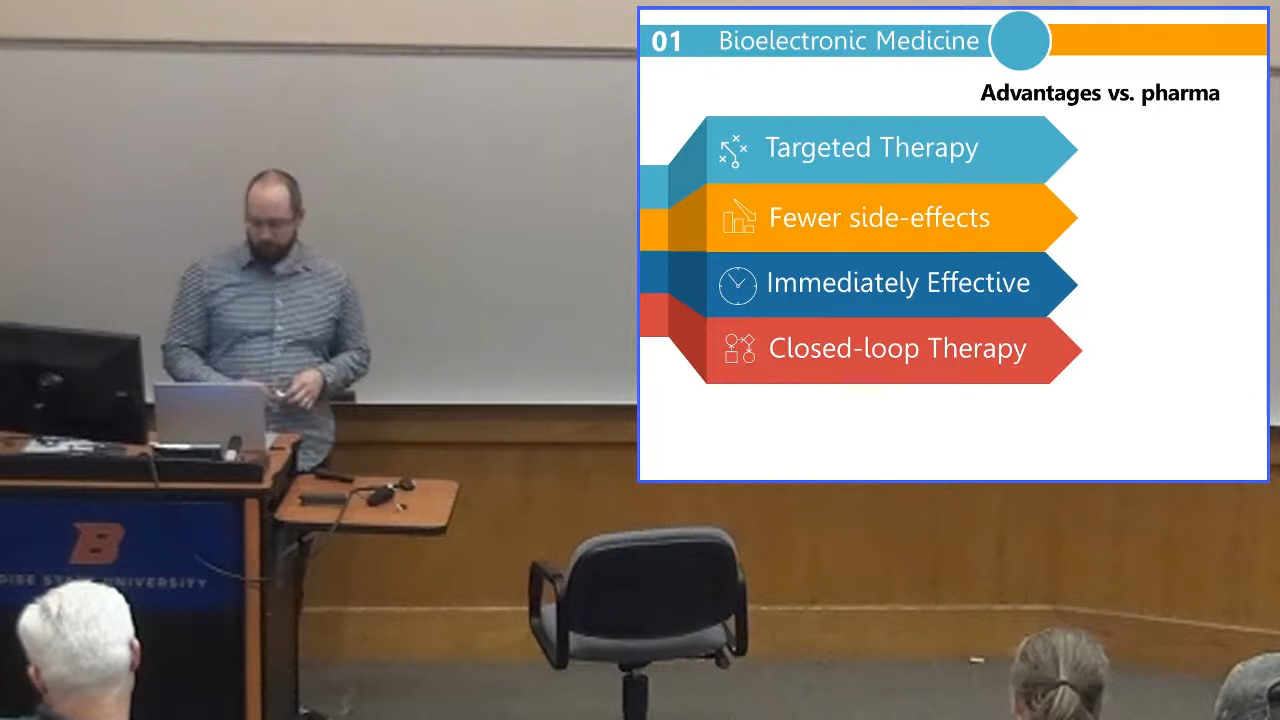 01 Bioelectronic Medicine
Advantages vs. pharma
Targeted Therapy
Fewer side-effects
Immediately Effective
Closed-loop Therapy
B
OISE STATE UNIVERSITY